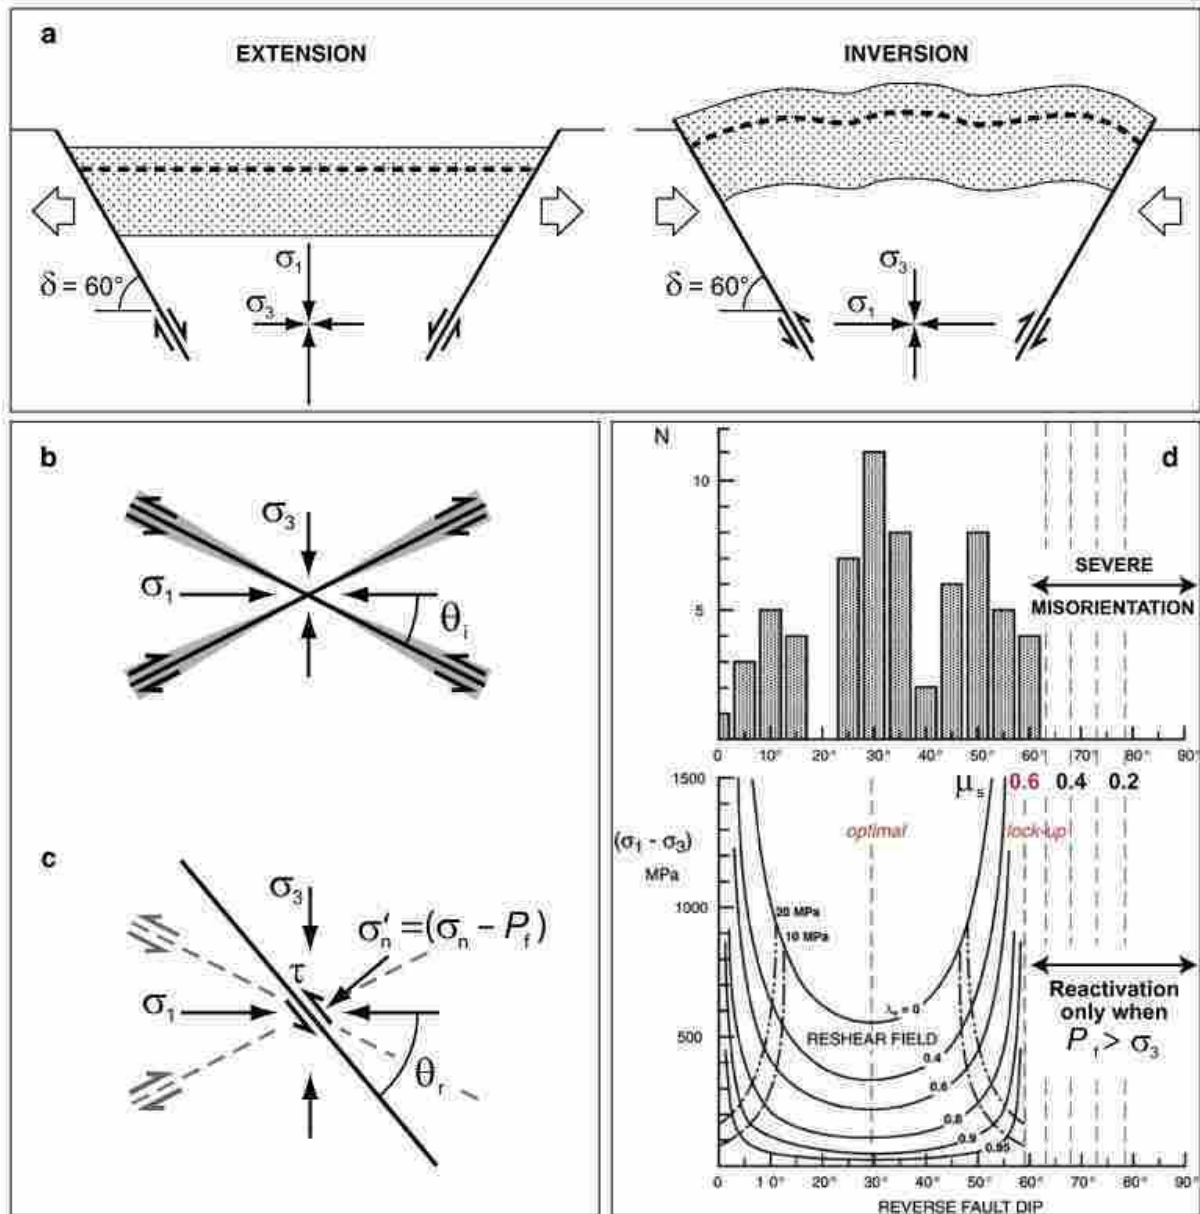 a
EXTENSION
INVERSION
δ = 60°
σ1
σ3
δ = 60°
σ3
σ1
b
σ3
σ1
θi
c
σ3
σ'n = (σn − Pf)
τ
σ1
θr
d
N
10
5
SEVERE
MISORIENTATION
0 10° 20° 30° 40° 50° 60° 70° 80° 90°
1500
μs 0.6 0.4 0.2
optimal
lock-up
(σ1 - σ3)
MPa
1000
20 MPa
10 MPa
λv = 0
Reactivation
only when
Pf > σ3
500
RESHEAR FIELD
0.4
0.6
0.8
0.9
0.95
0 10° 20° 30° 40° 50° 60° 70° 80° 90°
REVERSE FAULT DIP